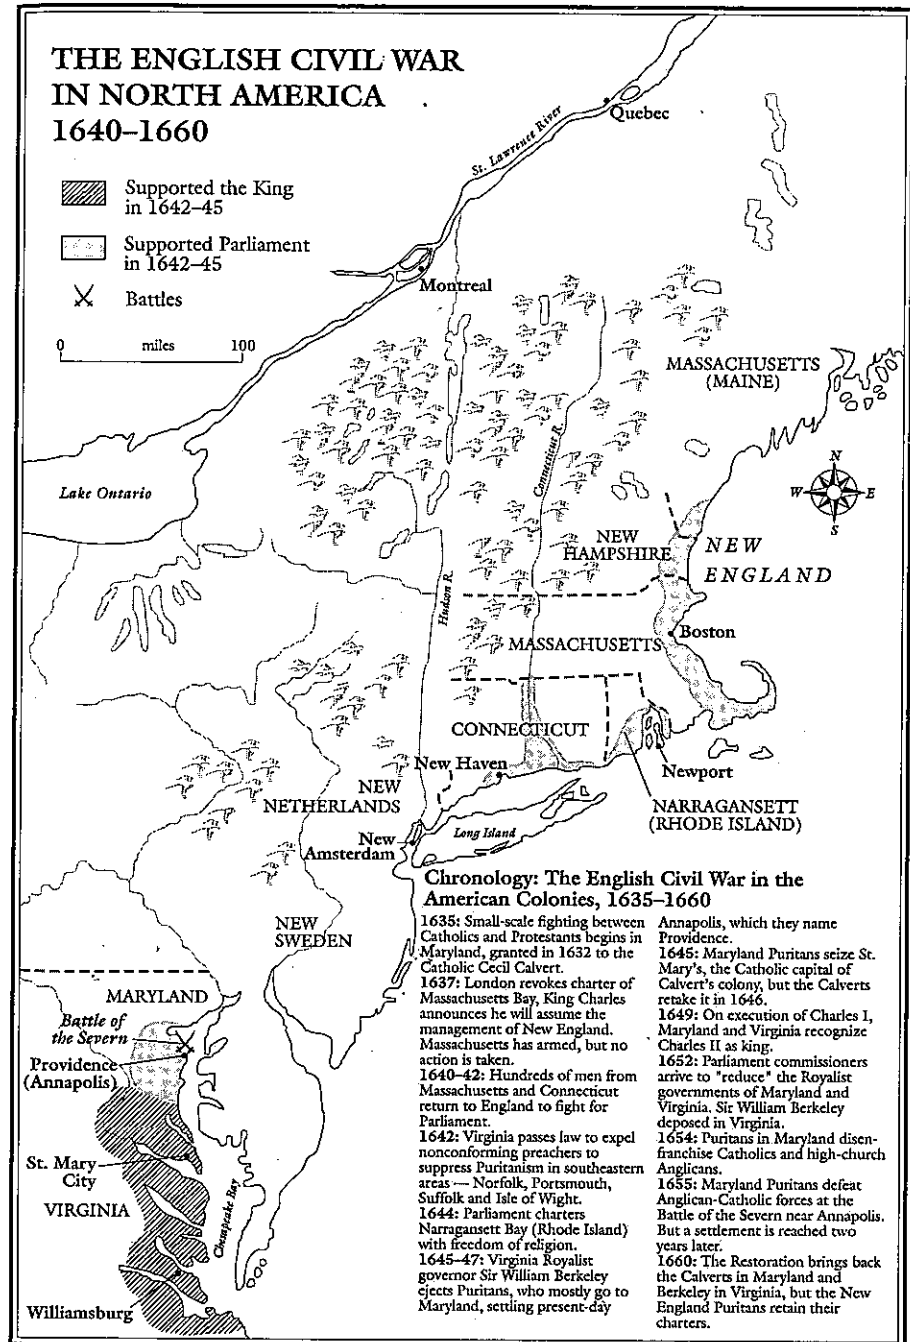 THE ENGLISH CIVIL WAR
IN NORTH AMERICA
1640–1660
Supported the King
in 1642–45
Supported Parliament
in 1642–45
Battles
0 miles 100
St. Lawrence River
Quebec
Montreal
MASSACHUSETTS
(MAINE)
Lake Ontario
Connecticut R.
N
W E
S
NEW
HAMPSHIRE
NEW
ENGLAND
Hudson R.
MASSACHUSETTS
Boston
CONNECTICUT
New Haven
Newport
NEW
NETHERLANDS
NARRAGANSETT
(RHODE ISLAND)
New
Amsterdam
Long Island
NEW
SWEDEN
MARYLAND
Battle of
the Severn
Providence
(Annapolis)
St. Mary
City
VIRGINIA
Chesapeake Bay
Williamsburg
Chronology: The English Civil War in the
American Colonies, 1635–1660
1635: Small-scale fighting between
Catholics and Protestants begins in
Maryland, granted in 1632 to the
Catholic Cecil Calvert.
1637: London revokes charter of
Massachusetts Bay, King Charles
announces he will assume the
management of New England.
Massachusetts has armed, but no
action is taken.
1640–42: Hundreds of men from
Massachusetts and Connecticut
return to England to fight for
Parliament.
1642: Virginia passes law to expel
nonconforming preachers to
suppress Puritanism in southeastern
areas — Norfolk, Portsmouth,
Suffolk and Isle of Wight.
1644: Parliament charters
Narragansett Bay (Rhode Island)
with freedom of religion.
1645–47: Virginia Royalist
governor Sir William Berkeley
ejects Puritans, who mostly go to
Maryland, settling present-day
Annapolis, which they name
Providence.
1645: Maryland Puritans seize St.
Mary's, the Catholic capital of
Calvert's colony, but the Calverts
retake it in 1646.
1649: On execution of Charles I,
Maryland and Virginia recognize
Charles II as king.
1652: Parliament commissioners
arrive to "reduce" the Royalist
governments of Maryland and
Virginia. Sir William Berkeley
deposed in Virginia.
1654: Puritans in Maryland disen-
franchise Catholics and high-church
Anglicans.
1655: Maryland Puritans defeat
Anglican-Catholic forces at the
Battle of the Severn near Annapolis.
But a settlement is reached two
years later.
1660: The Restoration brings back
the Calverts in Maryland and
Berkeley in Virginia, but the New
England Puritans retain their
charters.